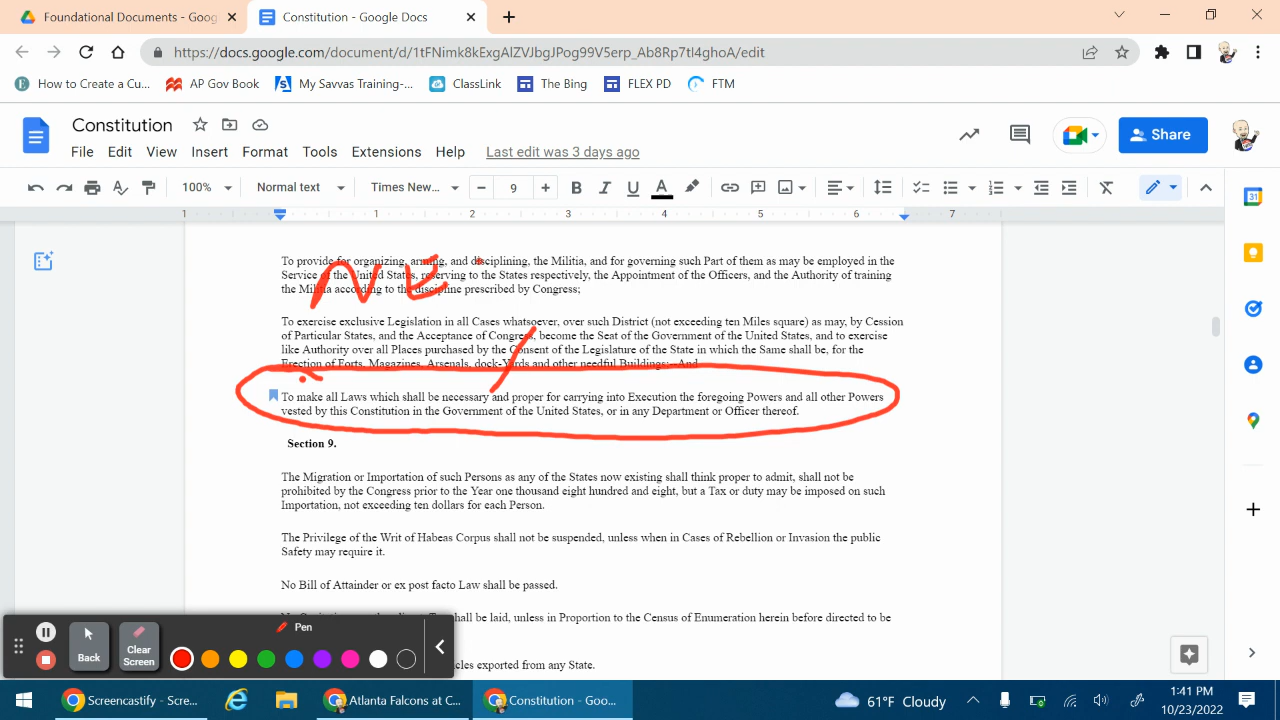 Foundational Documents - Goog
Constitution - Google Docs
https://docs.google.com/document/d/1tFNimk8kExgAlZVJbgJPog99V5erp_Ab8Rp7tI4ghoA/edit
How to Create a Cu...
AP Gov Book
My Savvas Training-...
ClassLink
The Bing
FLEX PD
FTM
Constitution
Share
File Edit View Insert Format Tools Extensions Help Last edit was 3 days ago
100% Normal text Times New... 9 B I U A
1 1 2 3 4 5 6 7
To provide for organizing, arming, and disciplining, the Militia, and for governing such Part of them as may be employed in the
Service of the United States, reserving to the States respectively, the Appointment of the Officers, and the Authority of training
the Militia according to the discipline prescribed by Congress;
N E
To exercise exclusive Legislation in all Cases whatsoever, over such District (not exceeding ten Miles square) as may, by Cession
of Particular States, and the Acceptance of Congress, become the Seat of the Government of the United States, and to exercise
like Authority over all Places purchased by the Consent of the Legislature of the State in which the Same shall be, for the
Erection of Forts, Magazines, Arsenals, dock-Yards and other needful Buildings;--And
To make all Laws which shall be necessary and proper for carrying into Execution the foregoing Powers and all other Powers
vested by this Constitution in the Government of the United States, or in any Department or Officer thereof.
Section 9.
The Migration or Importation of such Persons as any of the States now existing shall think proper to admit, shall not be
prohibited by the Congress prior to the Year one thousand eight hundred and eight, but a Tax or duty may be imposed on such
Importation, not exceeding ten dollars for each Person.
The Privilege of the Writ of Habeas Corpus shall not be suspended, unless when in Cases of Rebellion or Invasion the public
Safety may require it.
No Bill of Attainder or ex post facto Law shall be passed.
shall be laid, unless in Proportion to the Census of Enumeration herein before directed to be
exported from any State.
Pen
Back
Clear
Screen
Screencastify - Scre...
Atlanta Falcons at C...
Constitution - Goo...
61°F Cloudy
1:41 PM
10/23/2022
31